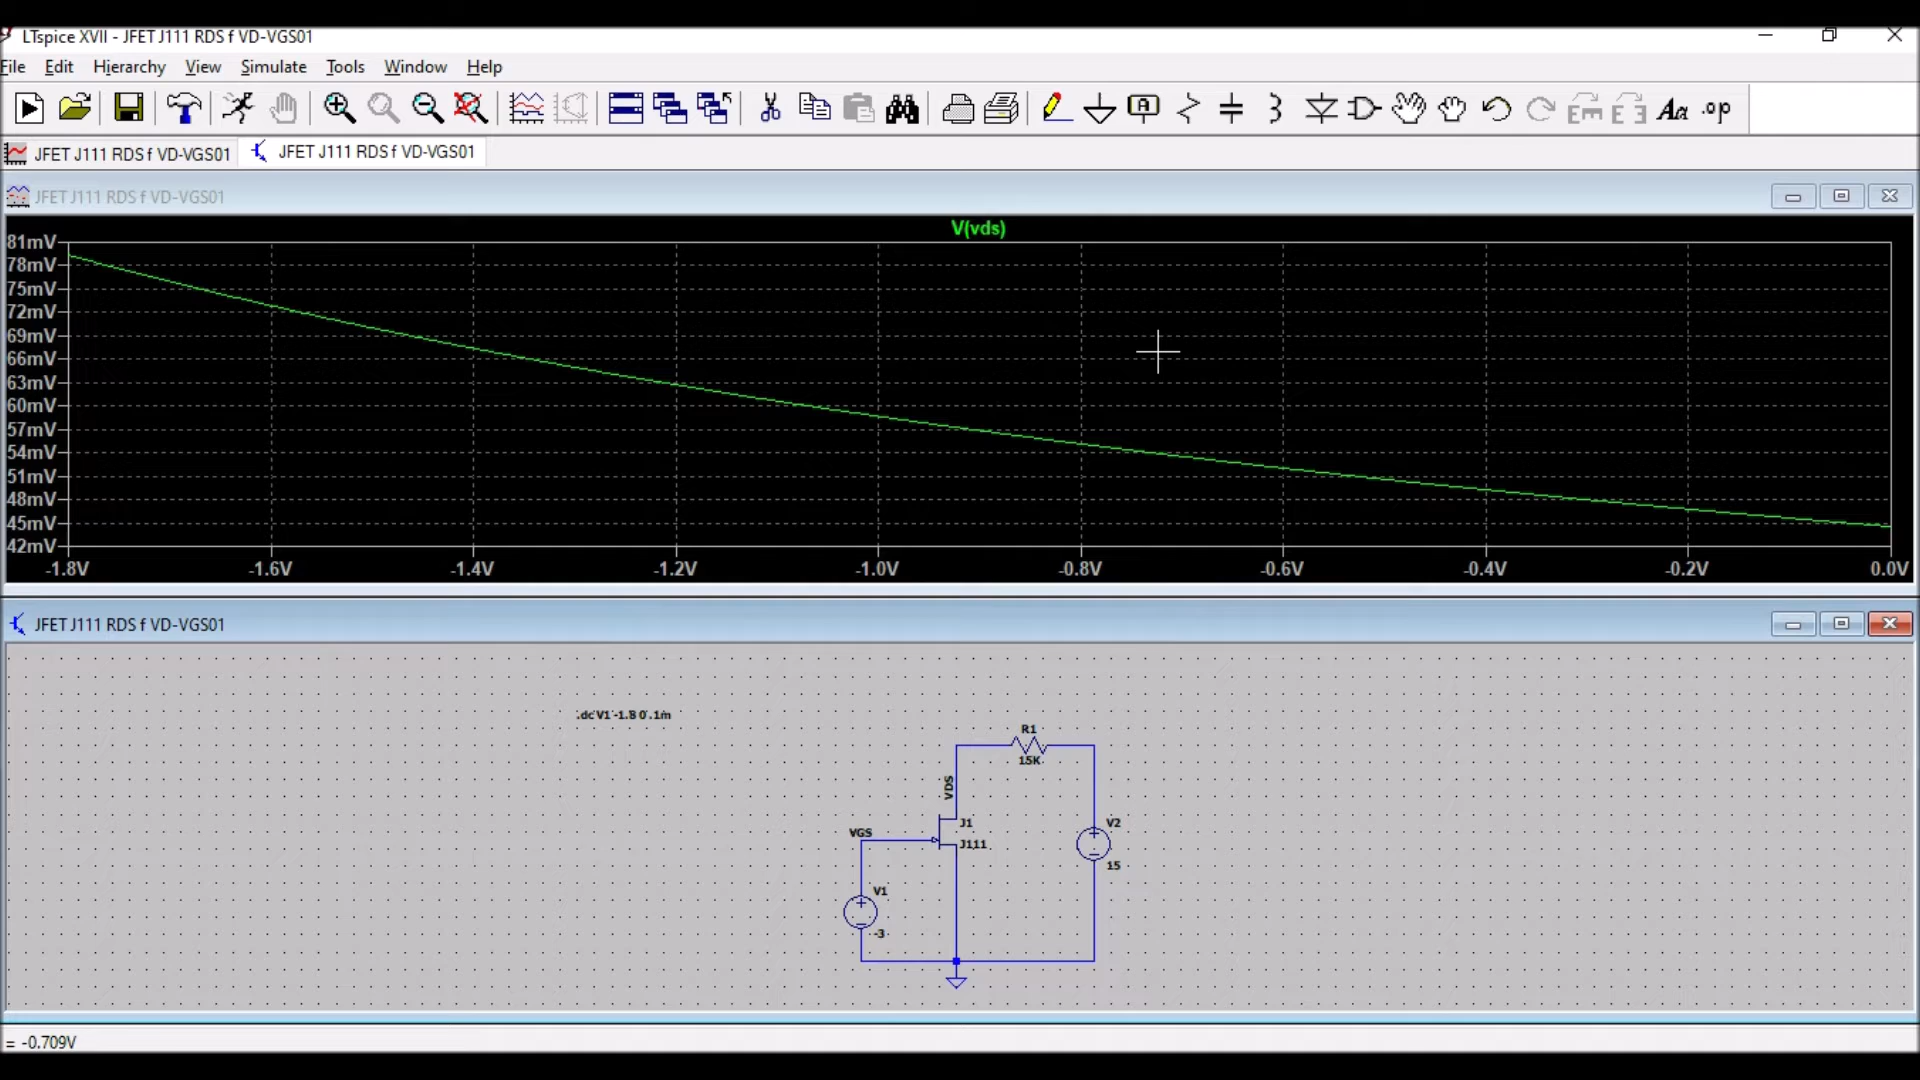 LTspice XVII - JFET J111 RDS f VD-VGS01
File Edit Hierarchy View Simulate Tools Window Help
A Aa .op
JFET J111 RDS f VD-VGS01 JFET J111 RDS f VD-VGS01
JFET J111 RDS f VD-VGS01
V(vds)
81mV
78mV
75mV
72mV
69mV
66mV
63mV
60mV
57mV
54mV
51mV
48mV
45mV
42mV
-1.8V -1.6V -1.4V -1.2V -1.0V -0.8V -0.6V -0.4V -0.2V 0.0V
JFET J111 RDS f VD-VGS01
.dc V1 -1.8 0 .1m
R1
15K
VDS
J1
J111
VGS
V1
-3
V2
15
= -0.709V